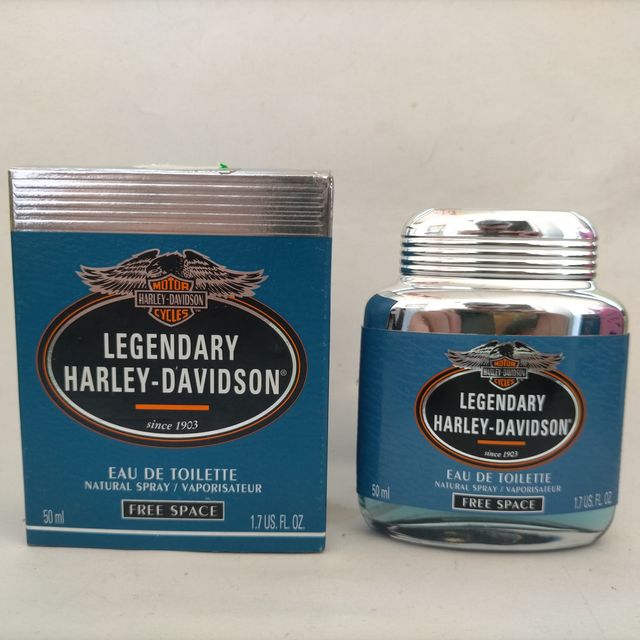 MOTOR
HARLEY-DAVIDSON
CYCLES™
LEGENDARY
HARLEY-DAVIDSON®
since 1903
EAU DE TOILETTE
NATURAL SPRAY / VAPORISATEUR
FREE SPACE
50 ml
1.7 US. FL. OZ.
MOTOR
HARLEY-DAVIDSON
CYCLES
LEGENDARY
HARLEY-DAVIDSON®
since 1903
EAU DE TOILETTE
NATURAL SPRAY / VAPORISATEUR
50 ml
FREE SPACE
1.7 US. FL. OZ.